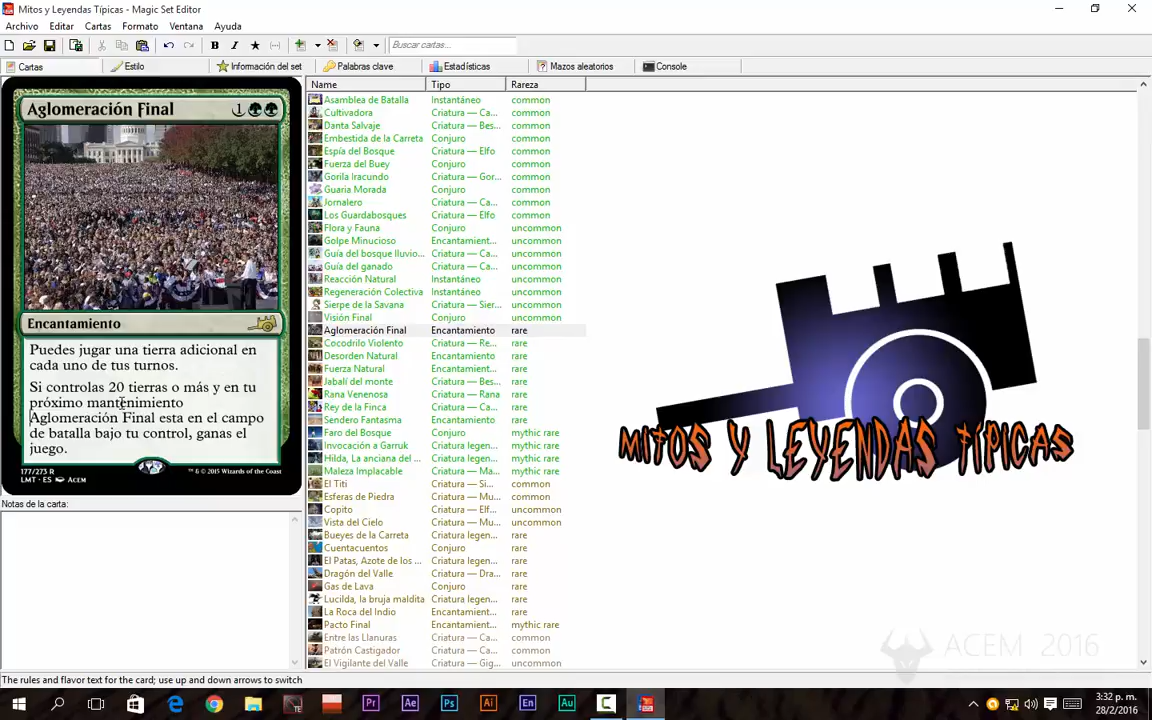 Mitos y Leyendas Típicas - Magic Set Editor
Archivo Editar Cartas Formato Ventana Ayuda
B I Buscar cartas...
Cartas Estilo Información del set Palabras clave Estadísticas Mazos aleatorios Console
Name Tipo Rareza
Asamblea de Batalla Instantáneo common
Cultivadora Criatura — Ca... common
Danta Salvaje Criatura — Bes... common
Embestida de la Carreta Conjuro common
Espía del Bosque Criatura — Elfo common
Fuerza del Buey Conjuro common
Gorila Iracundo Criatura — Gor... common
Guaria Morada Conjuro common
Jornalero Criatura — Ca... common
Los Guardabosques Criatura — Elfo common
Flora y Fauna Conjuro uncommon
Golpe Minucioso Encantamient... uncommon
Guía del bosque lluvio... Criatura — Ca... uncommon
Guía del ganado Criatura — Ca... uncommon
Reacción Natural Instantáneo uncommon
Regeneración Colectiva Instantáneo uncommon
Sierpe de la Savana Criatura — Sier... uncommon
Visión Final Conjuro uncommon
Aglomeración Final Encantamiento rare
Cocodrilo Violento Criatura — Re... rare
Desorden Natural Encantamient... rare
Fuerza Natural Encantamient... rare
Jabalí del monte Criatura — Bes... rare
Rana Venenosa Criatura — Rana rare
Rey de la Finca Criatura — Ca... rare
Sendero Fantasma Encantamient... rare
Faro del Bosque Conjuro mythic rare
Invocación a Garruk Criatura legen... mythic rare
Hilda, La anciana del ... Criatura legen... mythic rare
Maleza Implacable Criatura — Ma... mythic rare
El Titi Criatura — Si... common
Esferas de Piedra Criatura — Mu... common
Copito Criatura — Elf... uncommon
Vista del Cielo Criatura — Mu... uncommon
Bueyes de la Carreta Criatura legen... rare
Cuentacuentos Conjuro rare
El Patas, Azote de los ... Criatura legen... rare
Dragón del Valle Criatura — Dra... rare
Gas de Lava Conjuro rare
Lucilda, la bruja maldita Criatura legen... rare
La Roca del Indio Encantamient... rare
Pacto Final Encantamient... mythic rare
Entre las Llanuras Criatura — Ca... common
Patrón Castigador Criatura — Ca... common
El Vigilante del Valle Criatura — Gig... uncommon
Aglomeración Final 1
Encantamiento
Puedes jugar una tierra adicional en
cada uno de tus turnos.
Si controlas 20 tierras o más y en tu
próximo mantenimiento
Aglomeración Final esta en el campo
de batalla bajo tu control, ganas el
juego.
177/273 R
LMT · ES Acem
™ & © 2015 Wizards of the Coast
Notas de la carta:
MITOS Y LEYENDAS TÍPICAS
ACEM 2016
The rules and flavor text for the card; use up and down arrows to switch
TE Pr Ae Ps Ai En Au
3:32 p. m.
28/2/2016